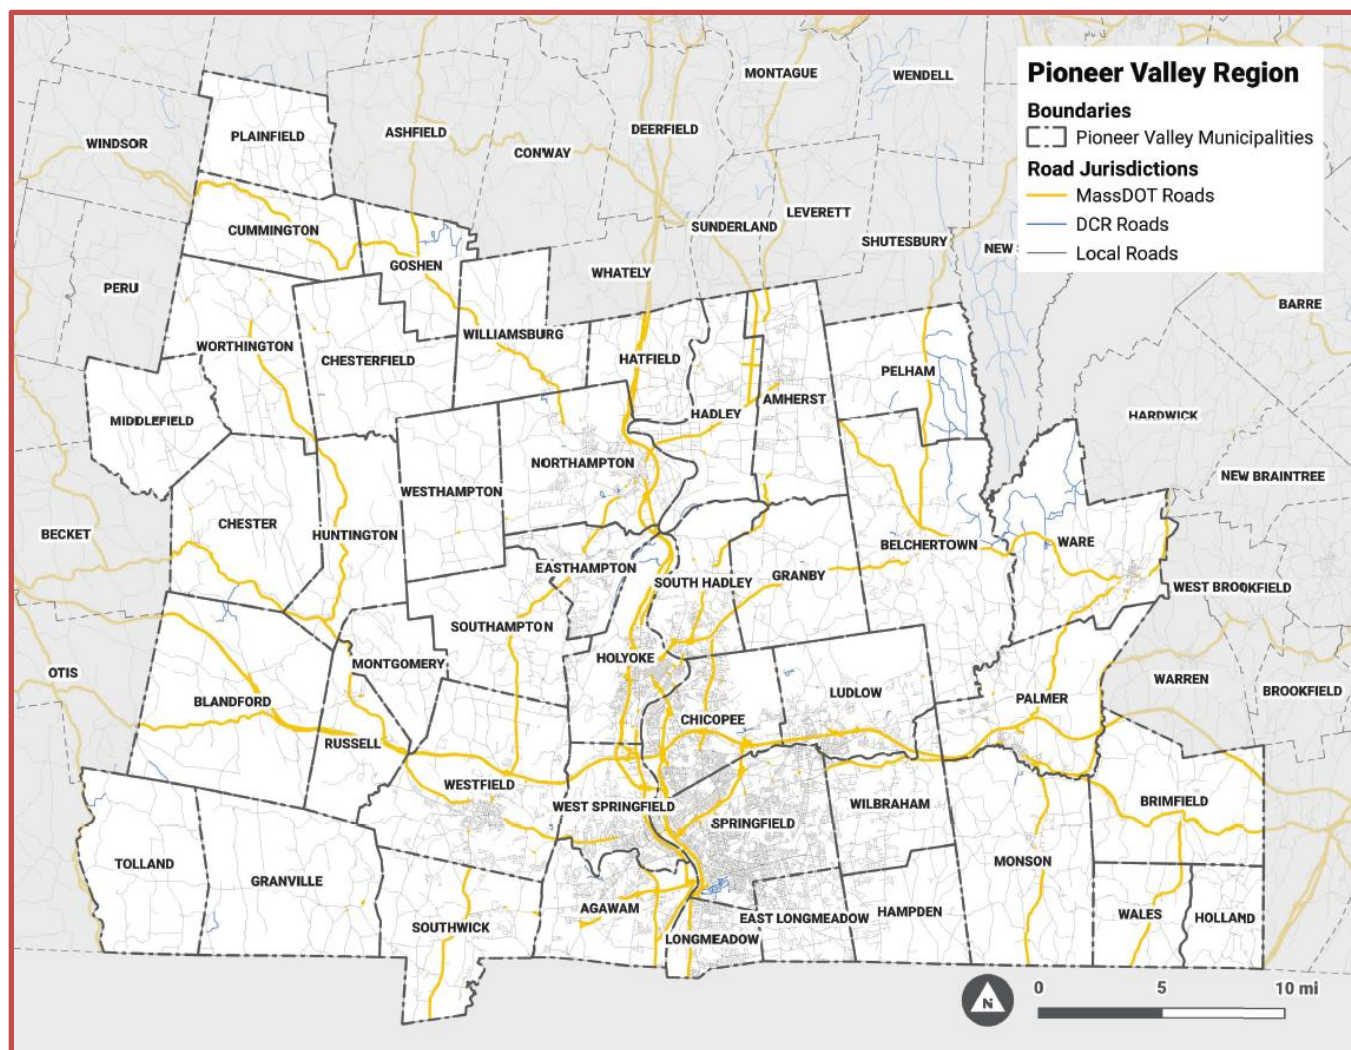 Pioneer Valley Region
Boundaries
Pioneer Valley Municipalities
Road Jurisdictions
MassDOT Roads
DCR Roads
Local Roads
MONTAGUE
WENDELL
PLAINFIELD
ASHFIELD
DEERFIELD
WINDSOR
CONWAY
LEVERETT
SUNDERLAND
CUMMINGTON
SHUTESBURY
NEW
GOSHEN
WHATELY
PERU
BARRE
WILLIAMSBURG
WORTHINGTON
CHESTERFIELD
HATFIELD
PELHAM
AMHERST
HADLEY
HARDWICK
MIDDLEFIELD
NORTHAMPTON
NEW BRAINTREE
WESTHAMPTON
CHESTER
BECKET
HUNTINGTON
BELCHERTOWN
WARE
EASTHAMPTON
SOUTH HADLEY
GRANBY
WEST BROOKFIELD
SOUTHAMPTON
HOLYOKE
MONTGOMERY
OTIS
WARREN
BROOKFIELD
LUDLOW
PALMER
BLANDFORD
CHICOPEE
RUSSELL
WESTFIELD
WEST SPRINGFIELD
WILBRAHAM
BRIMFIELD
SPRINGFIELD
TOLLAND
MONSON
GRANVILLE
AGAWAM
EAST LONGMEADOW
HAMPDEN
WALES
HOLLAND
SOUTHWICK
LONGMEADOW
N
0 5 10 mi